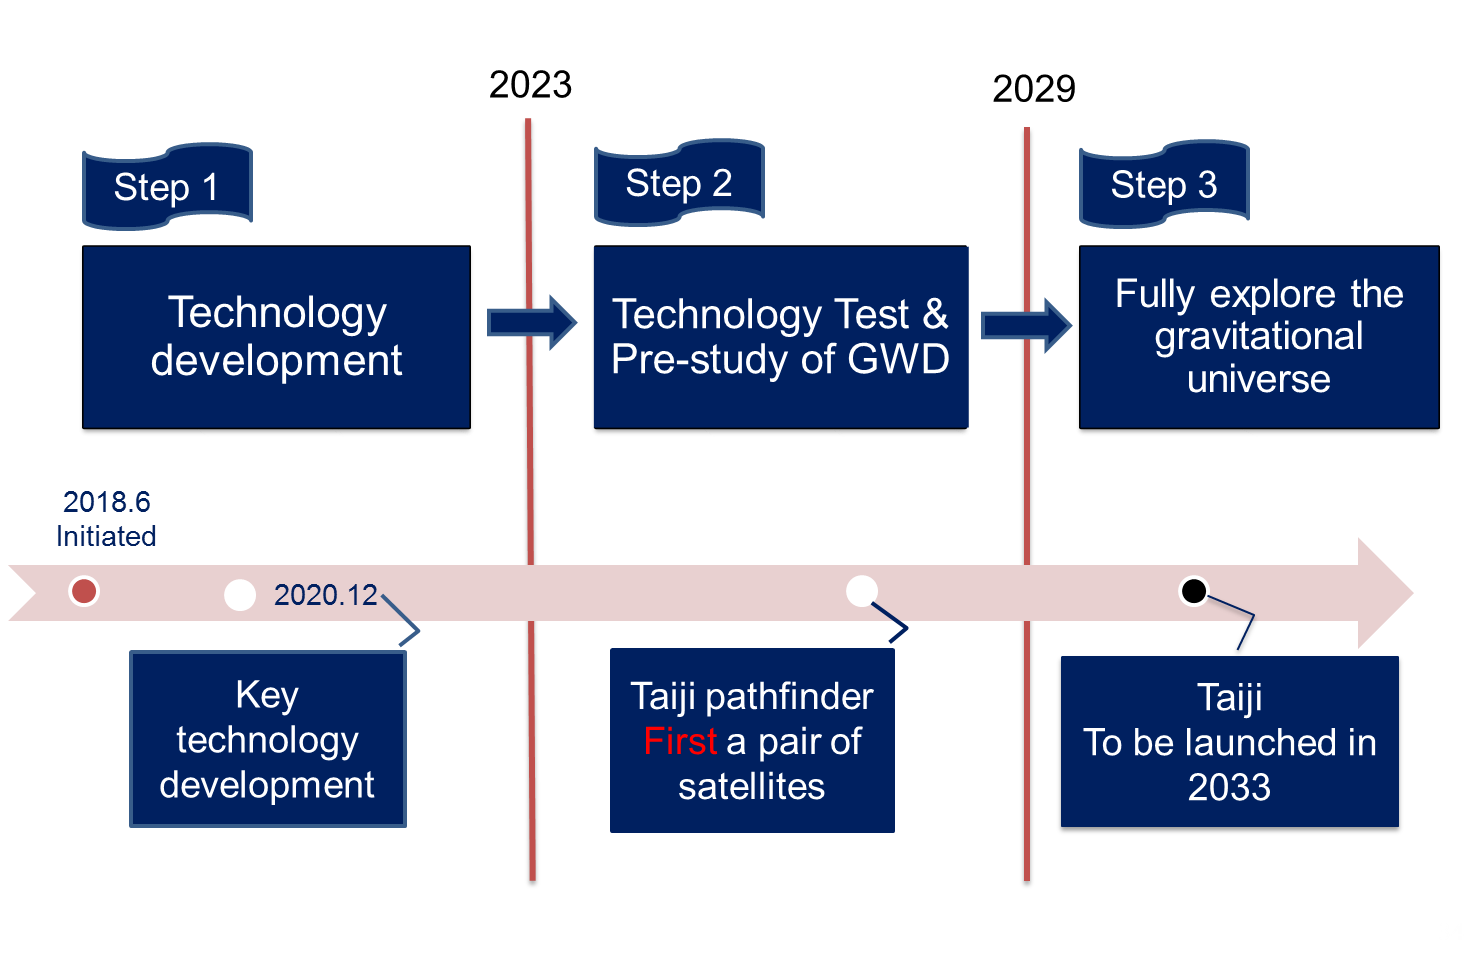 2023
2029
Step 1
Step 2
Step 3
Technology
development
Technology Test &
Pre-study of GWD
Fully explore the
gravitational
universe
2018.6
Initiated
2020.12
Key
technology
development
Taiji pathfinder
First a pair of
satellites
Taiji
To be launched in
2033